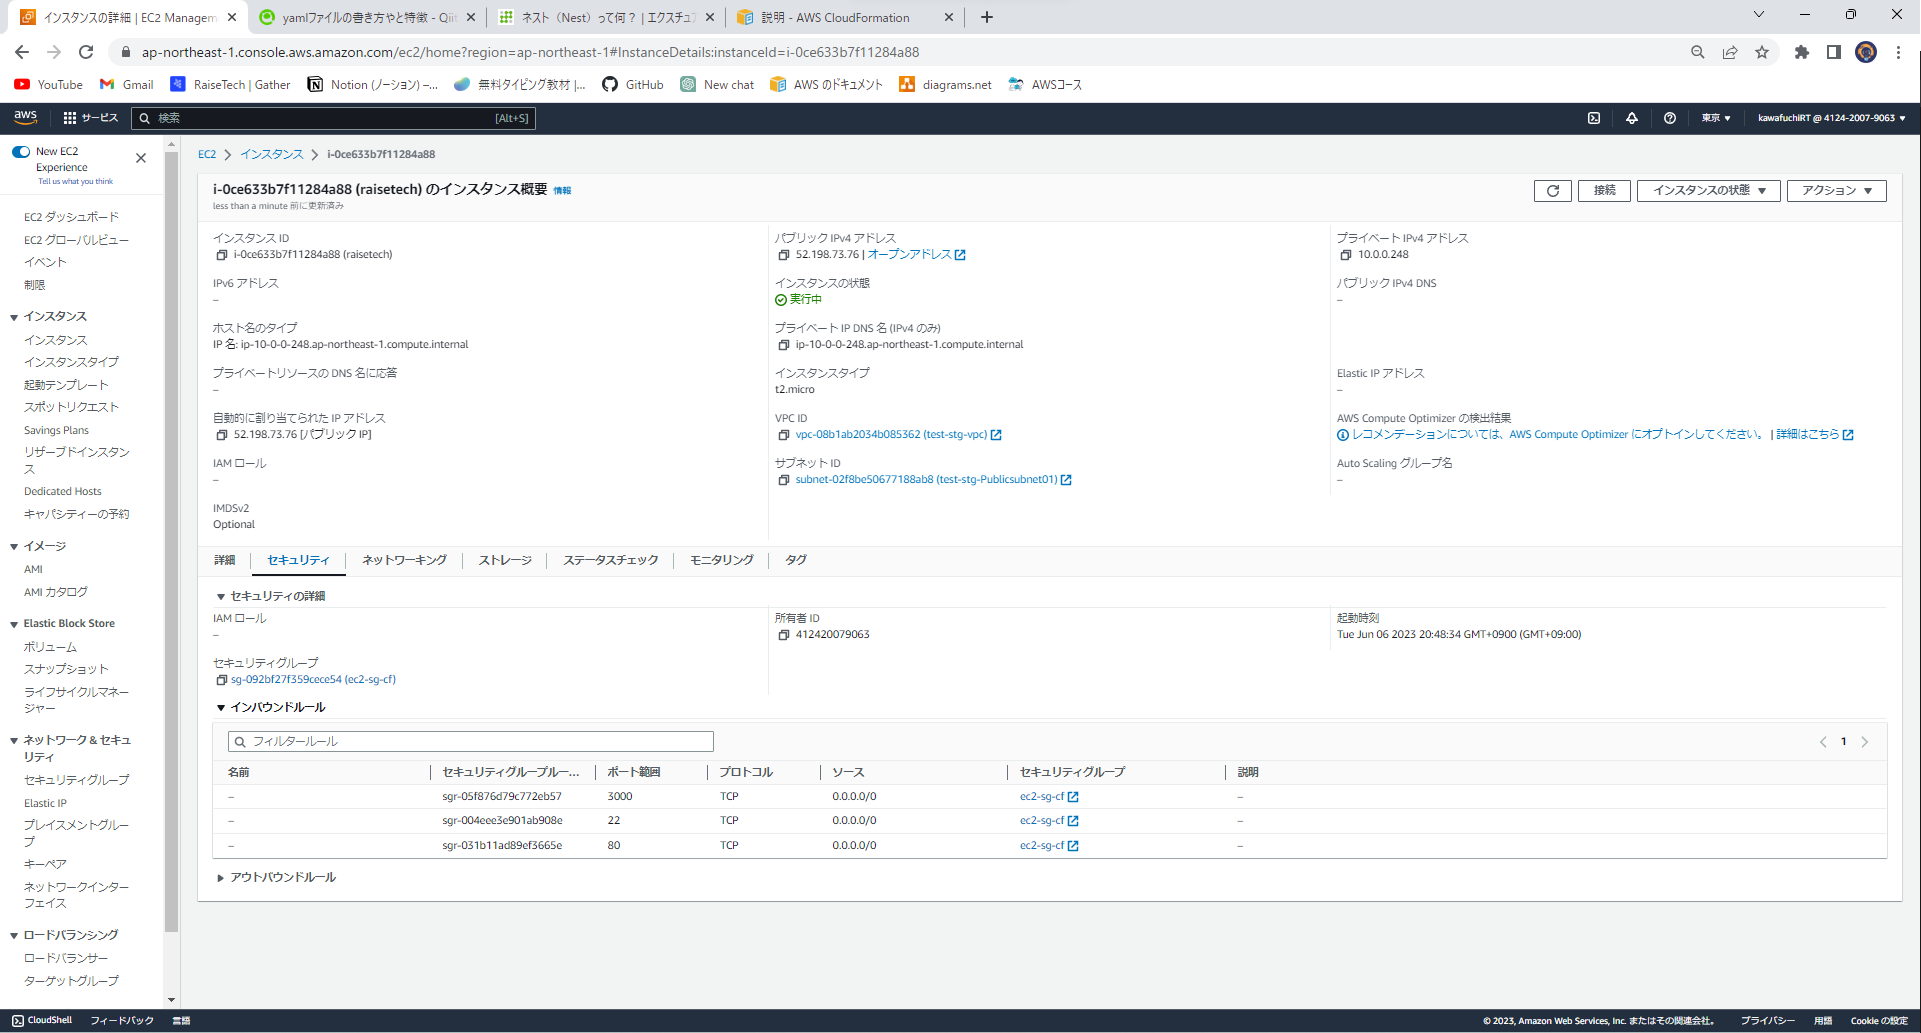 インスタンスの詳細 | EC2 Managem
yamlファイルの書き方やと特徴 - Qiit
ネスト（Nest）って何？ | エクスチュア
説明 - AWS CloudFormation
ap-northeast-1.console.aws.amazon.com/ec2/home?region=ap-northeast-1#InstanceDetails:instanceId=i-0ce633b7f11284a88
YouTube
Gmail
RaiseTech | Gather
Notion (ノーション) –...
無料タイピング教材 |...
GitHub
New chat
AWS のドキュメント
diagrams.net
AWSコース
aws
サービス
検索
[Alt+S]
東京
kawafuchiRT @ 4124-2007-9063
New EC2
Experience
Tell us what you think
EC2 ダッシュボード
EC2 グローバルビュー
イベント
制限
インスタンス
インスタンス
インスタンスタイプ
起動テンプレート
スポットリクエスト
Savings Plans
リザーブドインスタン
ス
Dedicated Hosts
キャパシティーの予約
イメージ
AMI
AMI カタログ
Elastic Block Store
ボリューム
スナップショット
ライフサイクルマネー
ジャー
ネットワーク & セキュ
リティ
セキュリティグループ
Elastic IP
プレイスメントグルー
プ
キーペア
ネットワークインター
フェイス
ロードバランシング
ロードバランサー
ターゲットグループ
EC2
インスタンス
i-0ce633b7f11284a88
i-0ce633b7f11284a88 (raisetech) のインスタンス概要 情報
less than a minute 前に更新済み
接続
インスタンスの状態
アクション
インスタンス ID
i-0ce633b7f11284a88 (raisetech)
パブリック IPv4 アドレス
52.198.73.76 | オープンアドレス
プライベート IPv4 アドレス
10.0.0.248
IPv6 アドレス
–
インスタンスの状態
実行中
パブリック IPv4 DNS
–
ホスト名のタイプ
IP 名: ip-10-0-0-248.ap-northeast-1.compute.internal
プライベート IP DNS 名 (IPv4 のみ)
ip-10-0-0-248.ap-northeast-1.compute.internal
プライベートリソースの DNS 名に応答
–
インスタンスタイプ
t2.micro
Elastic IP アドレス
–
自動的に割り当てられた IP アドレス
52.198.73.76 [パブリック IP]
VPC ID
vpc-08b1ab2034b085362 (test-stg-vpc)
AWS Compute Optimizer の検出結果
レコメンデーションについては、AWS Compute Optimizer にオプトインしてください。 | 詳細はこちら
IAM ロール
–
サブネット ID
subnet-02f8be50677188ab8 (test-stg-Publicsubnet01)
Auto Scaling グループ名
–
IMDSv2
Optional
詳細
セキュリティ
ネットワーキング
ストレージ
ステータスチェック
モニタリング
タグ
セキュリティの詳細
IAM ロール
–
所有者 ID
412420079063
起動時刻
Tue Jun 06 2023 20:48:34 GMT+0900 (GMT+09:00)
セキュリティグループ
sg-092bf27f359cece54 (ec2-sg-cf)
インバウンドルール
フィルタールール
1
名前 セキュリティグループルー... ポート範囲 プロトコル ソース セキュリティグループ 説明
– sgr-05f876d79c772eb57 3000 TCP 0.0.0.0/0 ec2-sg-cf –
– sgr-004eee3e901ab908e 22 TCP 0.0.0.0/0 ec2-sg-cf –
– sgr-031b11ad89ef3665e 80 TCP 0.0.0.0/0 ec2-sg-cf –
アウトバウンドルール
CloudShell
フィードバック
言語
© 2023, Amazon Web Services, Inc. またはその関連会社。
プライバシー
用語
Cookie の設定